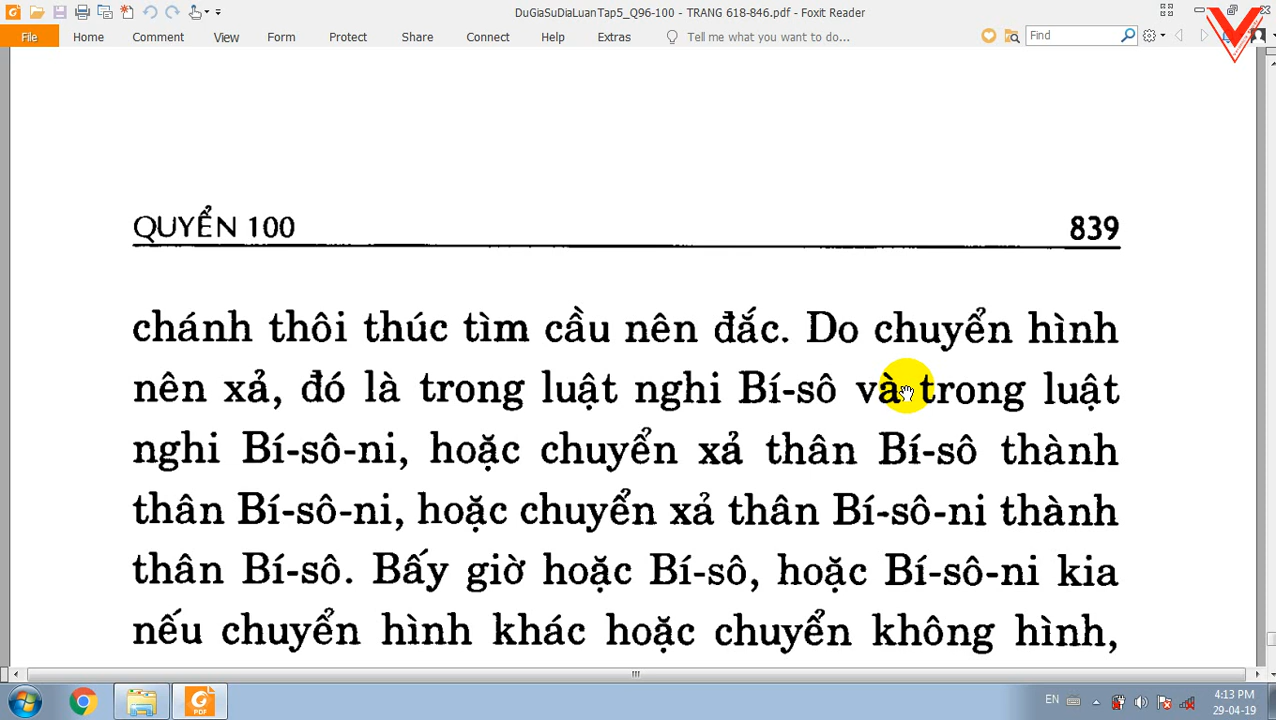 DuGiaSuDiaLuanTap5_Q96-100 - TRANG 618-846.pdf - Foxit Reader
File Home Comment View Form Protect Share Connect Help Extras Tell me what you want to do... Find
QUYỂN 100 839
chánh thôi thúc tìm cầu nên đắc. Do chuyển hình
nên xả, đó là trong luật nghi Bí-sô và trong luật
nghi Bí-sô-ni, hoặc chuyển xả thân Bí-sô thành
thân Bí-sô-ni, hoặc chuyển xả thân Bí-sô-ni thành
thân Bí-sô. Bấy giờ hoặc Bí-sô, hoặc Bí-sô-ni kia
nếu chuyển hình khác hoặc chuyển không hình,
EN 4:13 PM
29-04-19